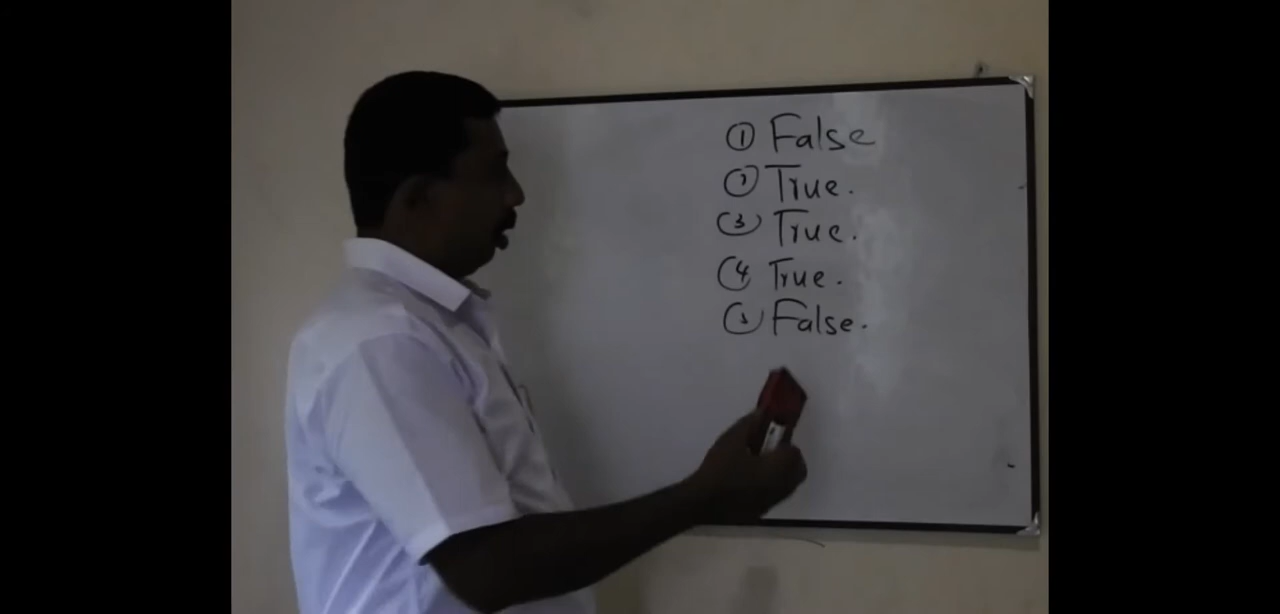 ① False
② True.
③ True.
④ True.
⑤ False.